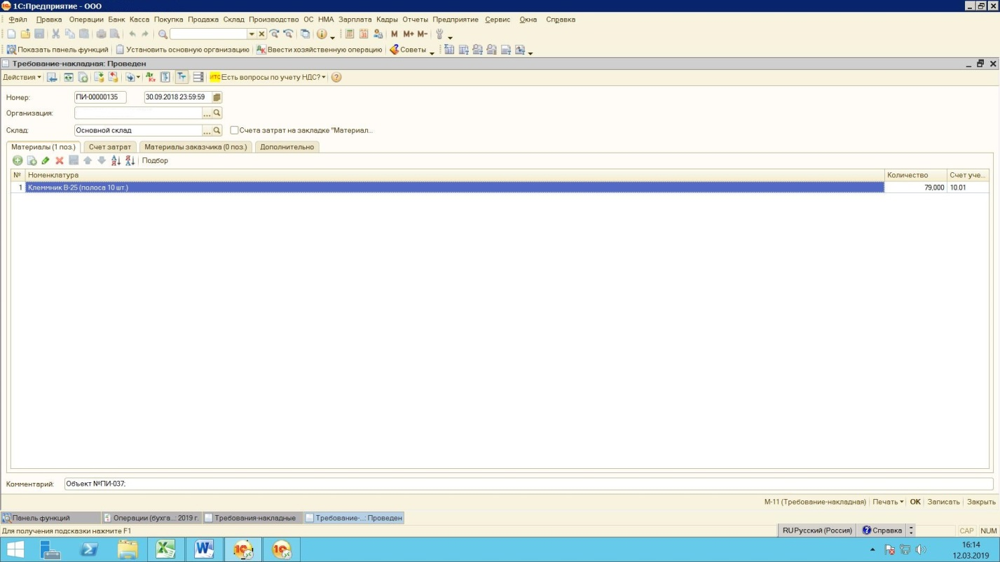 1С:Предприятие - ООО
Файл Правка Операции Банк Касса Покупка Продажа Склад Производство ОС НМА Зарплата Кадры Отчеты Предприятие Сервис Окна Справка
M M+ M-
Показать панель функций Установить основную организацию Дт Кт Ввести хозяйственную операцию Советы
Требование-накладная: Проведен
Действия Дт Кт ИТС Есть вопросы по учету НДС?
Номер: ПИ-00000135 30.09.2018 23:59:59
Организация: ...
Склад: Основной склад ... Счета затрат на закладке "Материал...
Материалы (1 поз.) Счет затрат Материалы заказчика (0 поз.) Дополнительно
Подбор
№ Номенклатура Количество Счет уче...
1 Клеммник В-25 (полоса 10 шт.) 79,000 10.01
Комментарий: Объект №ПИ-037;
М-11 (Требование-накладная) Печать ОК Записать Закрыть
Панель функций Операции (бухга...: 2019 г. Требования-накладные Требование-...: Проведен
Для получения подсказки нажмите F1 RU Русский (Россия) Справка CAP NUM
16:14
12.03.2019